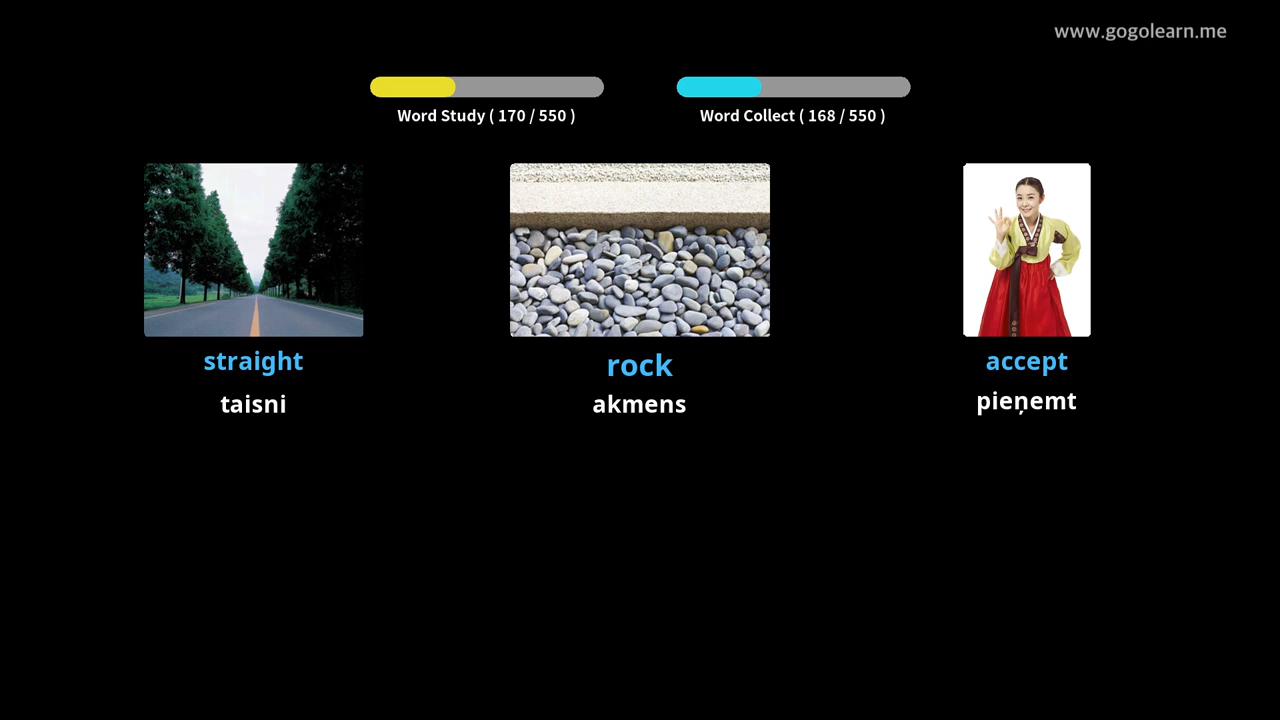 www.gogolearn.me
Word Study ( 170 / 550 )
Word Collect ( 168 / 550 )
straight
taisni
rock
akmens
accept
pieņemt